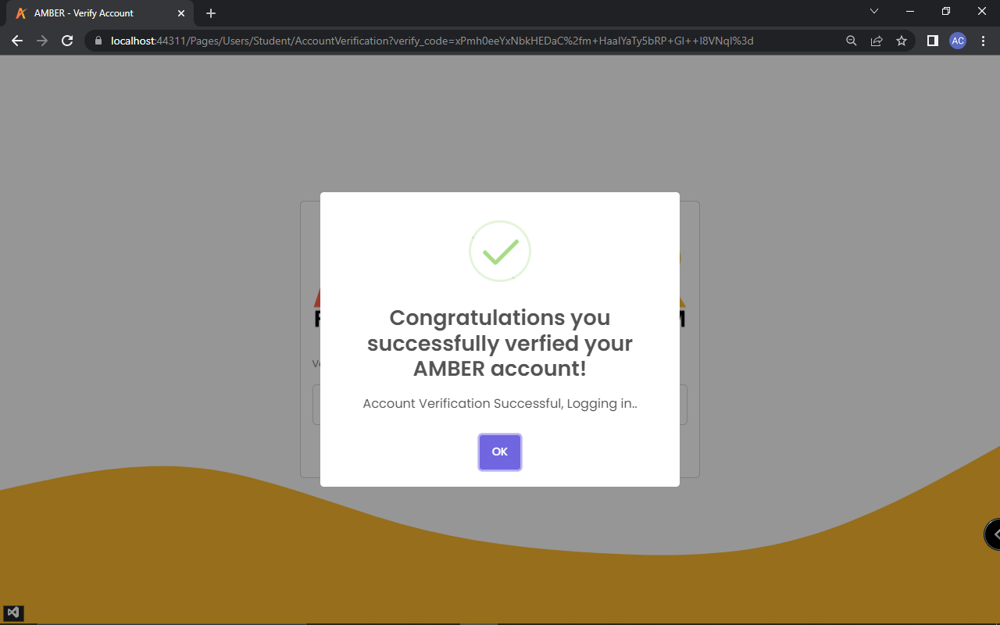 AMBER - Verify Account
localhost:44311/Pages/Users/Student/AccountVerification?verify_code=xPmh0eeYxNbkHEDaC%2fm+HaaIYaTy5bRP+GI++I8VNqI%3d
AC
Congratulations you
successfully verfied your
AMBER account!
Account Verification Successful, Logging in..
OK